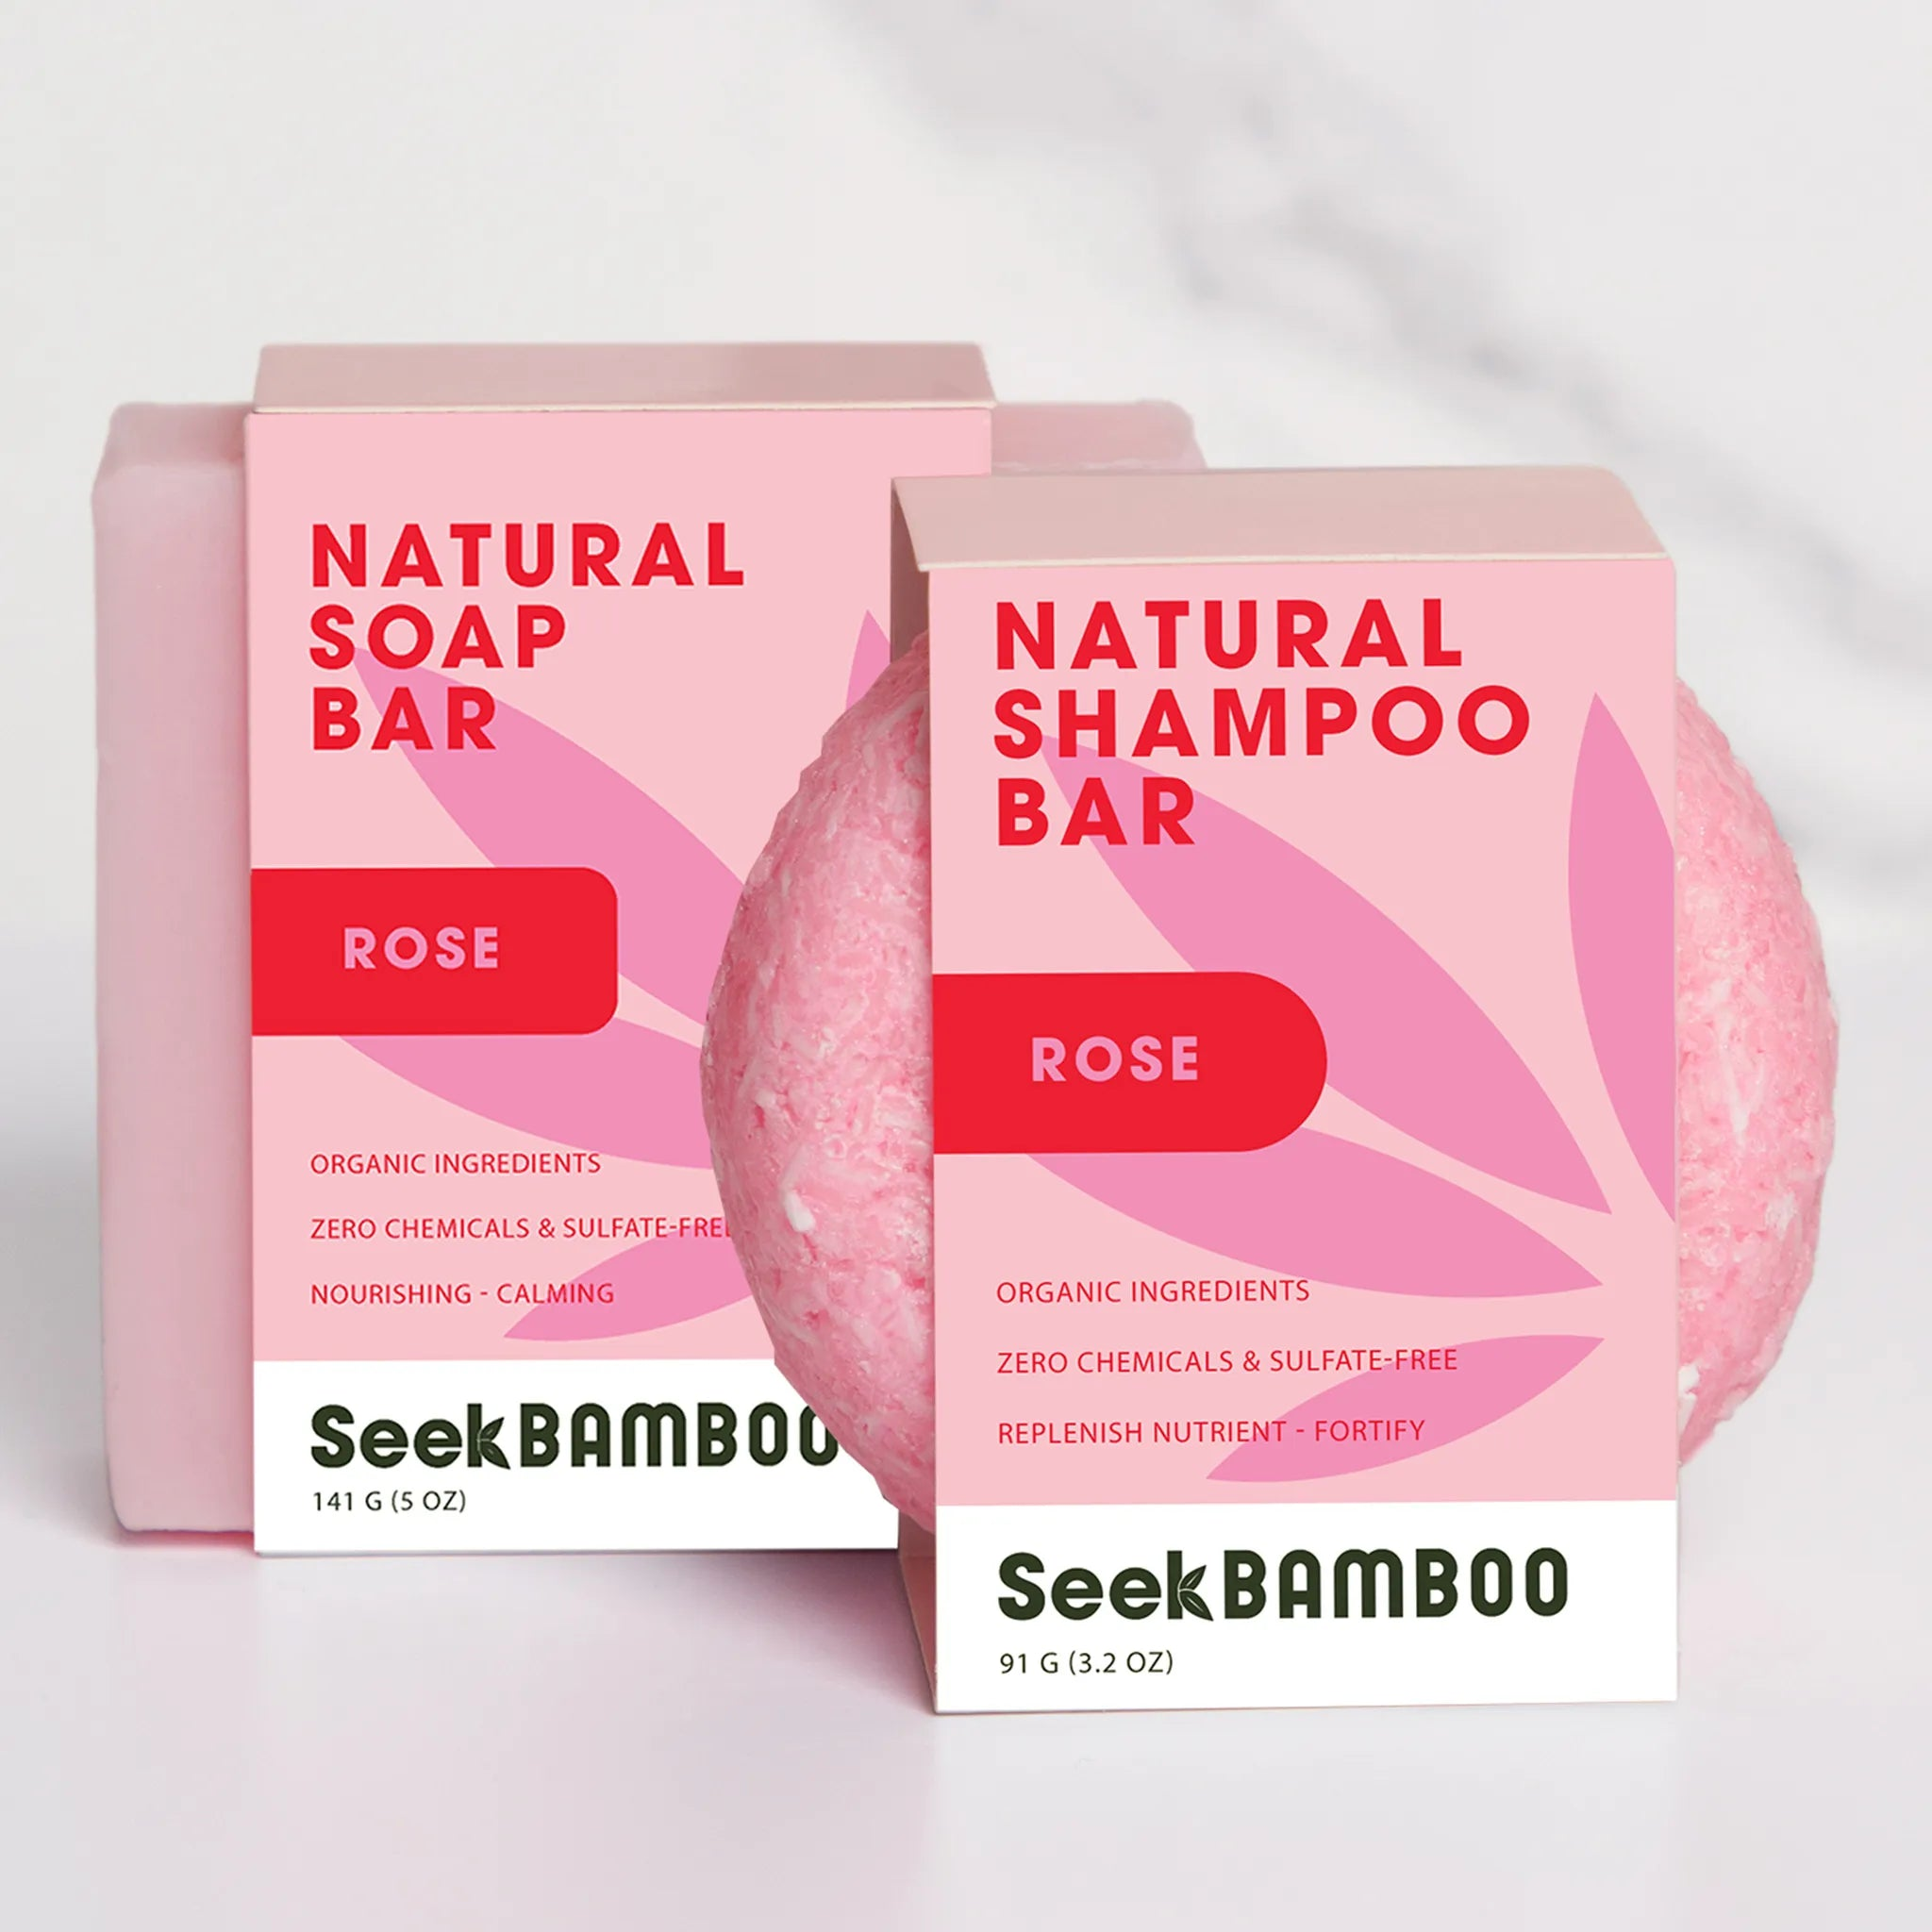 NATURAL
SOAP
BAR
ROSE
ORGANIC INGREDIENTS
ZERO CHEMICALS & SULFATE-FREE
NOURISHING - CALMING
SeekBAMBOO
141 G (5 OZ)
NATURAL
SHAMPOO
BAR
ROSE
ORGANIC INGREDIENTS
ZERO CHEMICALS & SULFATE-FREE
REPLENISH NUTRIENT - FORTIFY
SeekBAMBOO
91 G (3.2 OZ)